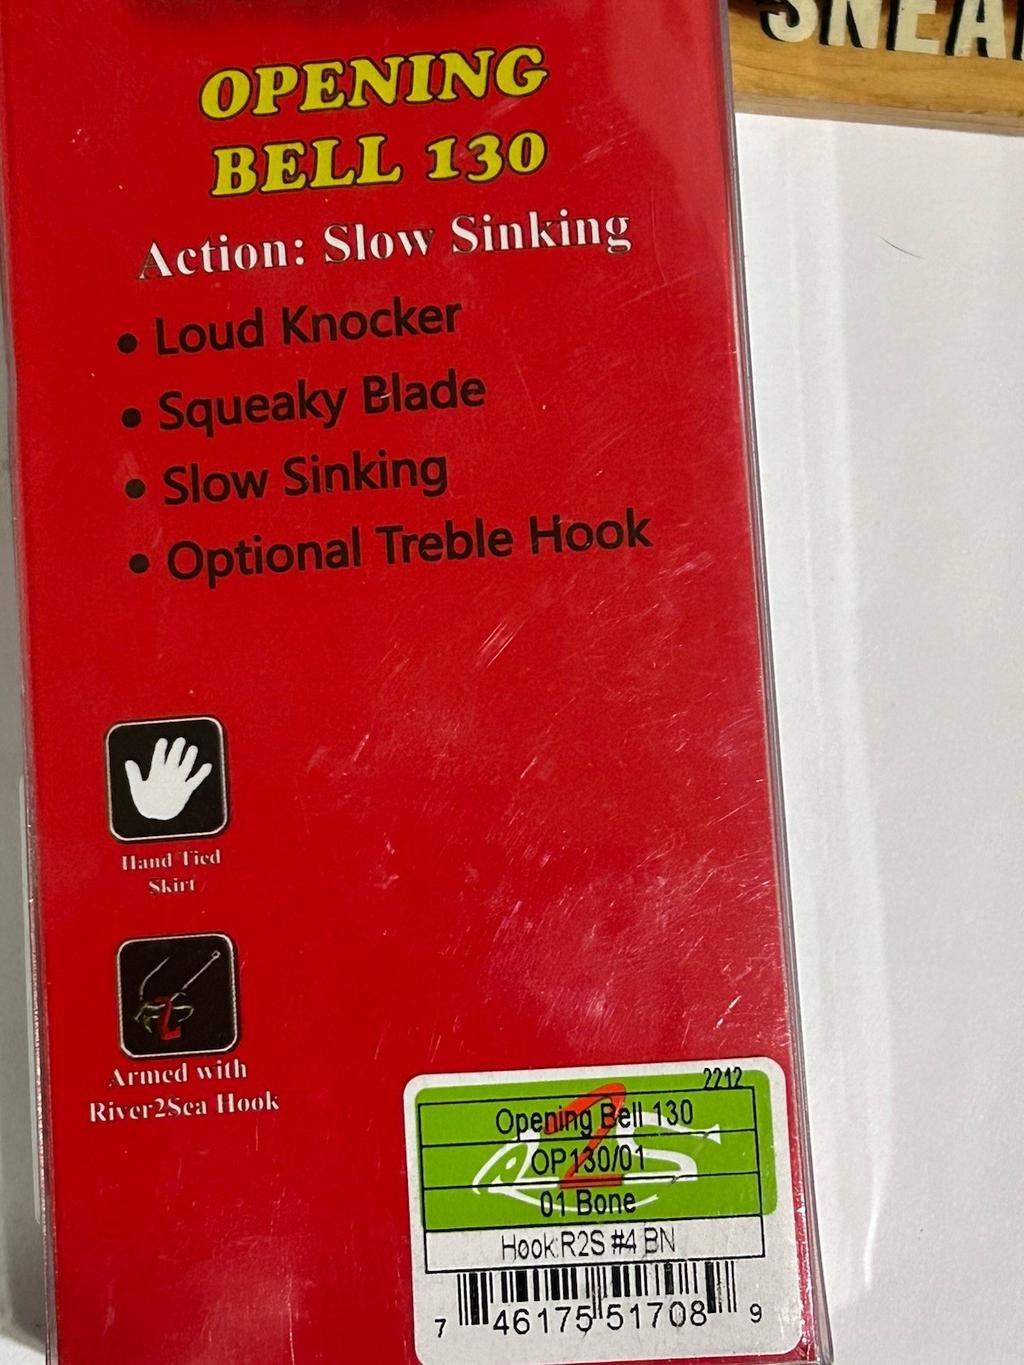 SNEA
OPENING
BELL 130
Action: Slow Sinking
• Loud Knocker
• Squeaky Blade
• Slow Sinking
• Optional Treble Hook
Hand Tied
Skirt
Armed with
River2Sea Hook
2212
Opening Bell 130
OP130/01
01 Bone
Hook:R2S #4 BN
7 46175 51708 9